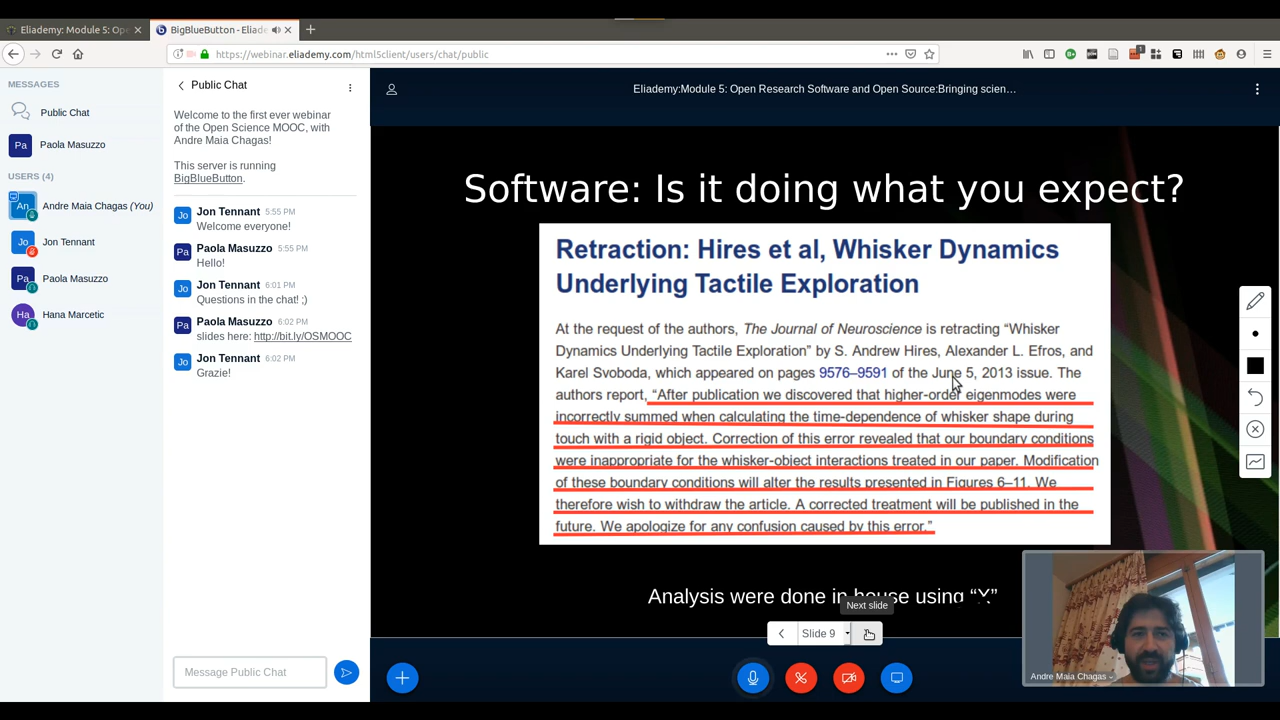 Eliademy: Module 5: Ope
BigBlueButton - Eliade
https://webinar.eliademy.com/html5client/users/chat/public
MESSAGES
Public Chat
Pa
Paola Masuzzo
USERS (4)
An
Andre Maia Chagas (You)
Jo
Jon Tennant
Pa
Paola Masuzzo
Ha
Hana Marcetic
Public Chat
Welcome to the first ever webinar
of the Open Science MOOC, with
Andre Maia Chagas!
This server is running
BigBlueButton.
Jo
Jon Tennant 5:55 PM
Welcome everyone!
Pa
Paola Masuzzo 5:55 PM
Hello!
Jo
Jon Tennant 6:01 PM
Questions in the chat! ;)
Pa
Paola Masuzzo 6:02 PM
slides here: http://bit.ly/OSMOOC
Jo
Jon Tennant 6:02 PM
Grazie!
Message Public Chat
Eliademy:Module 5: Open Research Software and Open Source:Bringing scien...
Software: Is it doing what you expect?
Retraction: Hires et al, Whisker Dynamics
Underlying Tactile Exploration
At the request of the authors, The Journal of Neuroscience is retracting “Whisker
Dynamics Underlying Tactile Exploration” by S. Andrew Hires, Alexander L. Efros, and
Karel Svoboda, which appeared on pages 9576–9591 of the June 5, 2013 issue. The
authors report, “After publication we discovered that higher-order eigenmodes were
incorrectly summed when calculating the time-dependence of whisker shape during
touch with a rigid object. Correction of this error revealed that our boundary conditions
were inappropriate for the whisker-object interactions treated in our paper. Modification
of these boundary conditions will alter the results presented in Figures 6–11. We
therefore wish to withdraw the article. A corrected treatment will be published in the
future. We apologize for any confusion caused by this error.”
Analysis were done in house using “X”
Next slide
Slide 9
Andre Maia Chagas